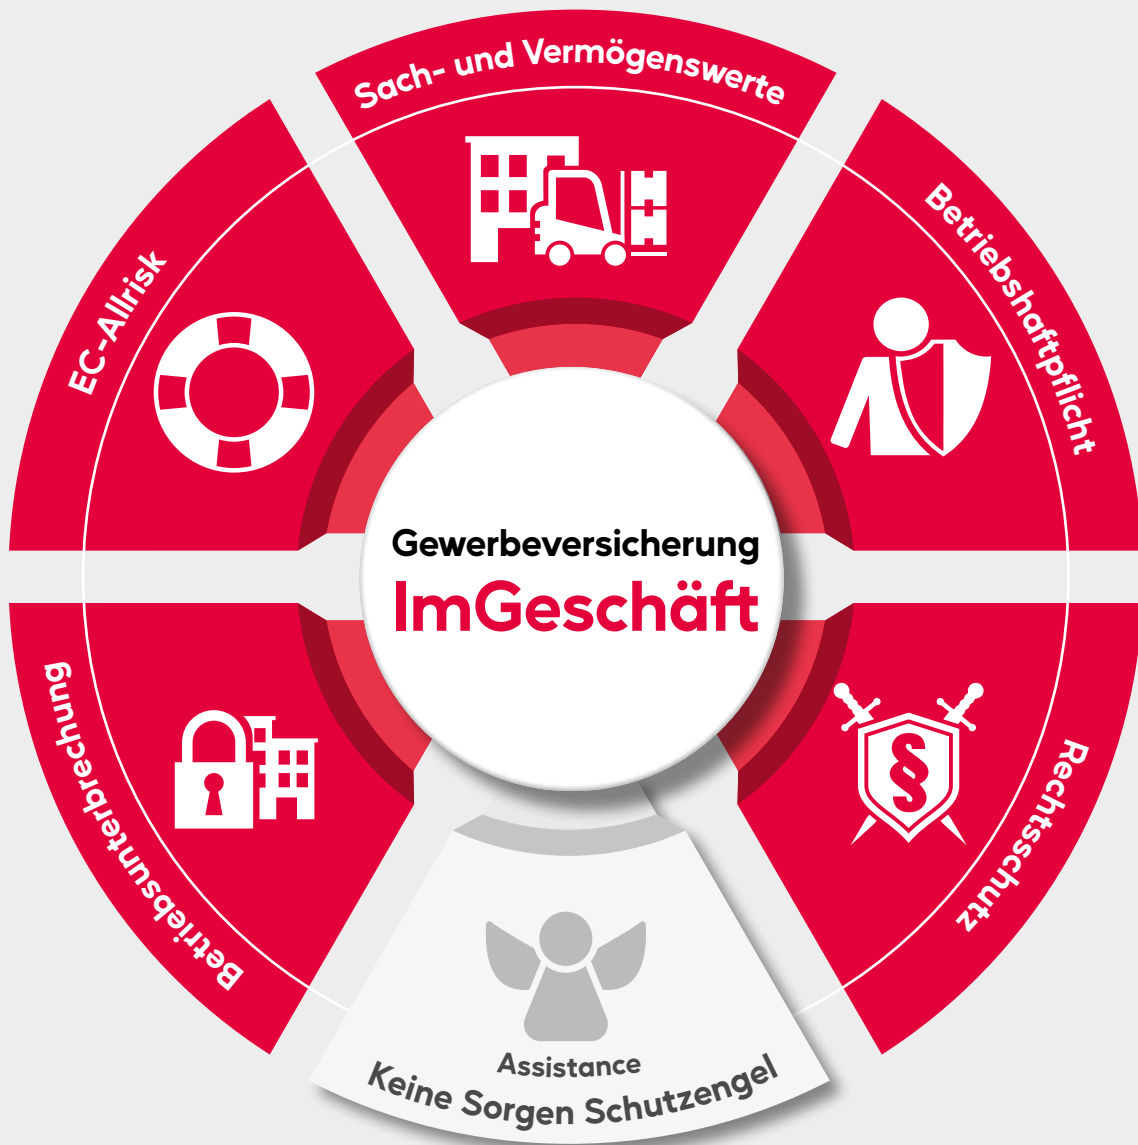 Sach- und Vermögenswerte
Betriebshaftpflicht
EC-Allrisk
Gewerbeversicherung
ImGeschäft
Betriebsunterbrechung
§
Rechtsschutz
Assistance
Keine Sorgen Schutzengel